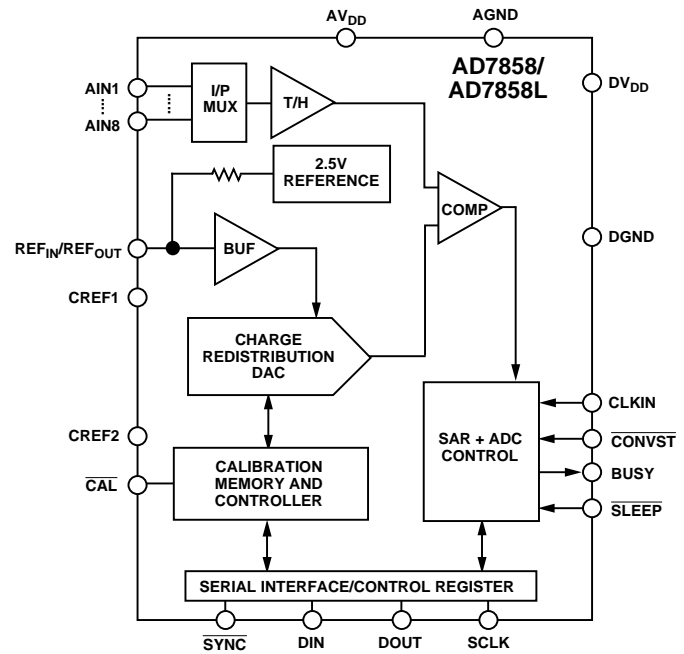 AVDD
AGND
AD7858/
AD7858L
DVDD
AIN1
AIN8
I/P
MUX
T/H
2.5V
REFERENCE
COMP
REFIN/REFOUT
BUF
DGND
CREF1
CHARGE
REDISTRIBUTION
DAC
CREF2
CAL
CALIBRATION
MEMORY AND
CONTROLLER
SAR + ADC
CONTROL
CLKIN
CONVST
BUSY
SLEEP
SERIAL INTERFACE/CONTROL REGISTER
SYNC
DIN
DOUT
SCLK